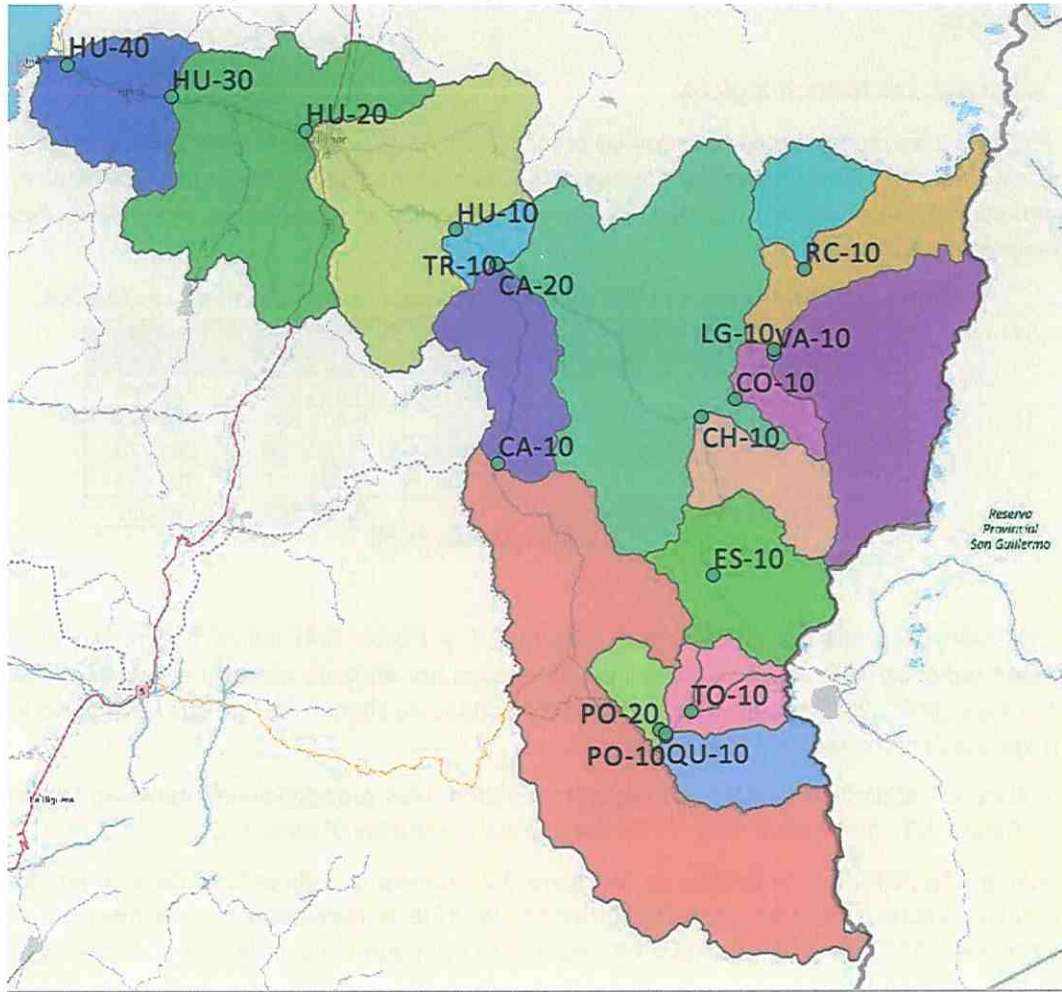 HU-40
HU-30
HU-20
HU-10
TR-10
CA-20
RC-10
LG-10
VA-10
CO-10
CH-10
CA-10
Reserva
Provincial
San Guillermo
ES-10
TO-10
PO-20
PO-10
QU-10